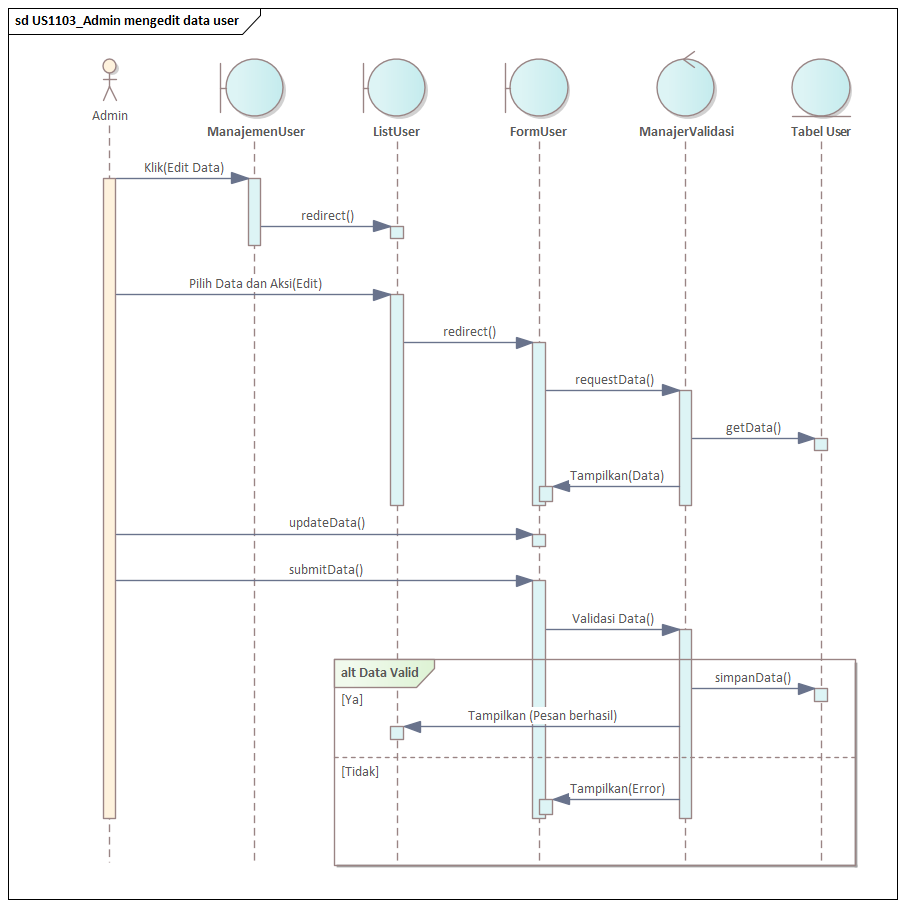 sd US1103_Admin mengedit data user
Admin
ManajemenUser
ListUser
FormUser
ManajerValidasi
Tabel User
Klik(Edit Data)
redirect()
Pilih Data dan Aksi(Edit)
redirect()
requestData()
getData()
Tampilkan(Data)
updateData()
submitData()
Validasi Data()
alt Data Valid
simpanData()
[Ya]
Tampilkan (Pesan berhasil)
[Tidak]
Tampilkan(Error)